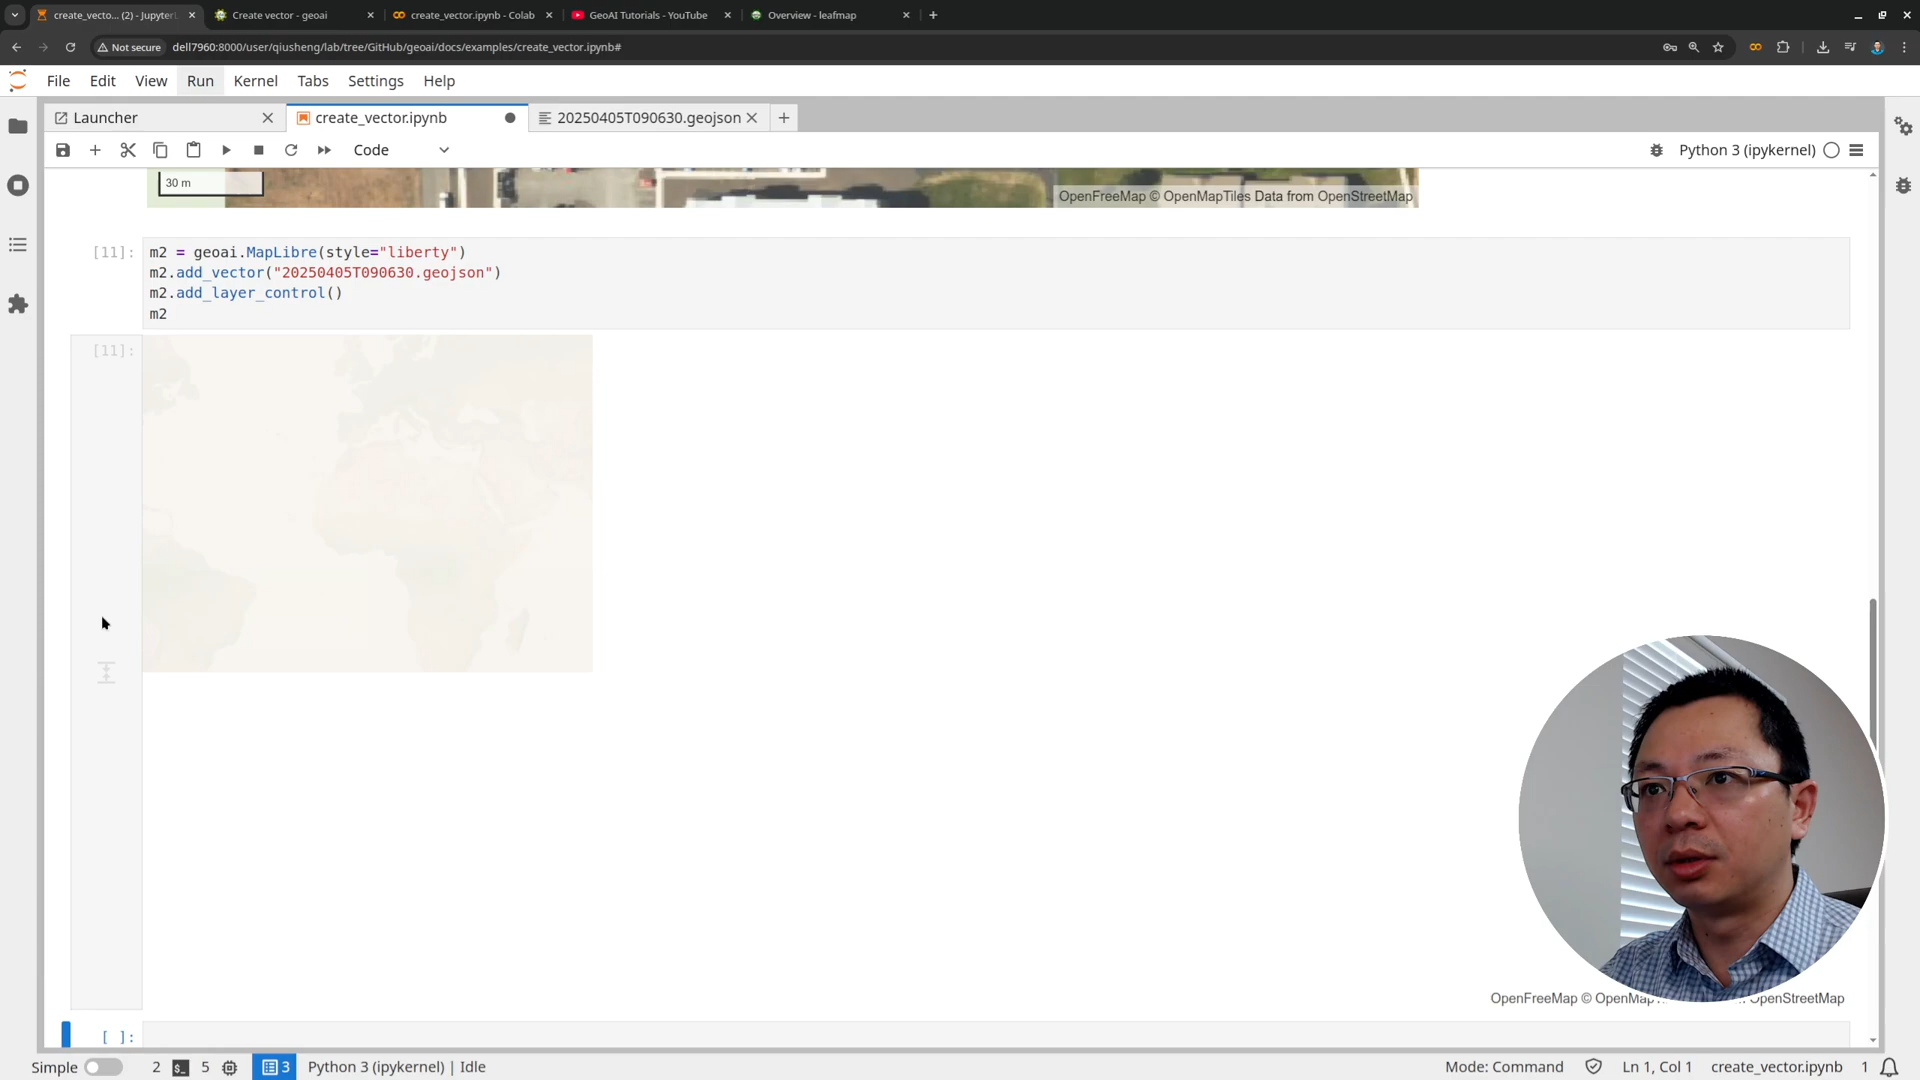 create_vecto... (2) - Jupyter
Create vector - geoai
create_vector.ipynb - Colab
GeoAI Tutorials - YouTube
Overview - leafmap
Not secure
dell7960:8000/user/qiusheng/lab/tree/GitHub/geoai/docs/examples/create_vector.ipynb#
File Edit View Run Kernel Tabs Settings Help
Launcher
create_vector.ipynb
20250405T090630.geojson
Code
Python 3 (ipykernel)
30 m
OpenFreeMap © OpenMapTiles Data from OpenStreetMap
[11]:
m2 = geoai.MapLibre(style="liberty")
m2.add_vector("20250405T090630.geojson")
m2.add_layer_control()
m2
[11]:
OpenFreeMap © OpenMap
OpenStreetMap
[ ]:
Simple
2
5
3
Python 3 (ipykernel) | Idle
Mode: Command
Ln 1, Col 1
create_vector.ipynb
1